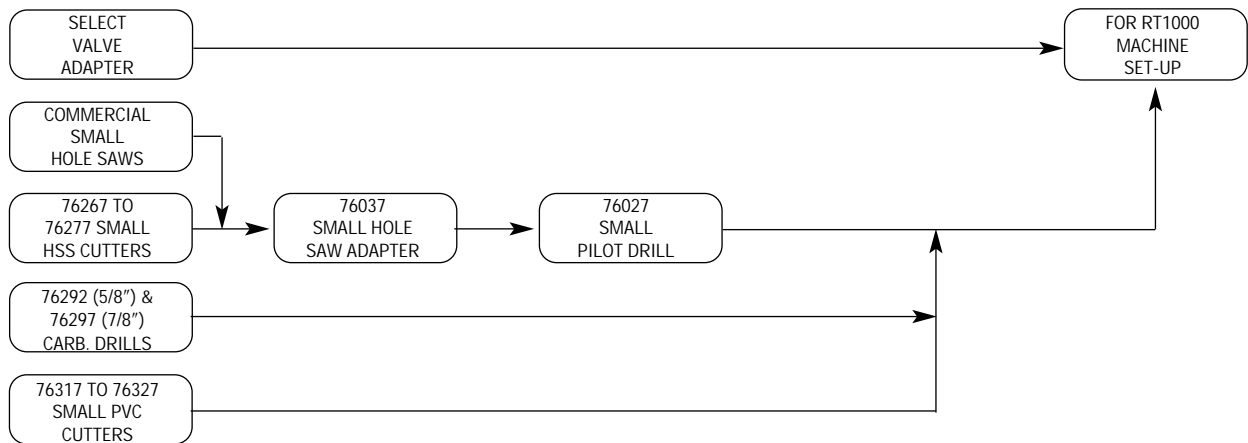 SELECT
VALVE
ADAPTER
FOR RT1000
MACHINE
SET-UP
COMMERCIAL
SMALL
HOLE SAWS
76267 TO
76277 SMALL
HSS CUTTERS
76037
SMALL HOLE
SAW ADAPTER
76027
SMALL
PILOT DRILL
76292 (5/8″) &
76297 (7/8″)
CARB. DRILLS
76317 TO 76327
SMALL PVC
CUTTERS